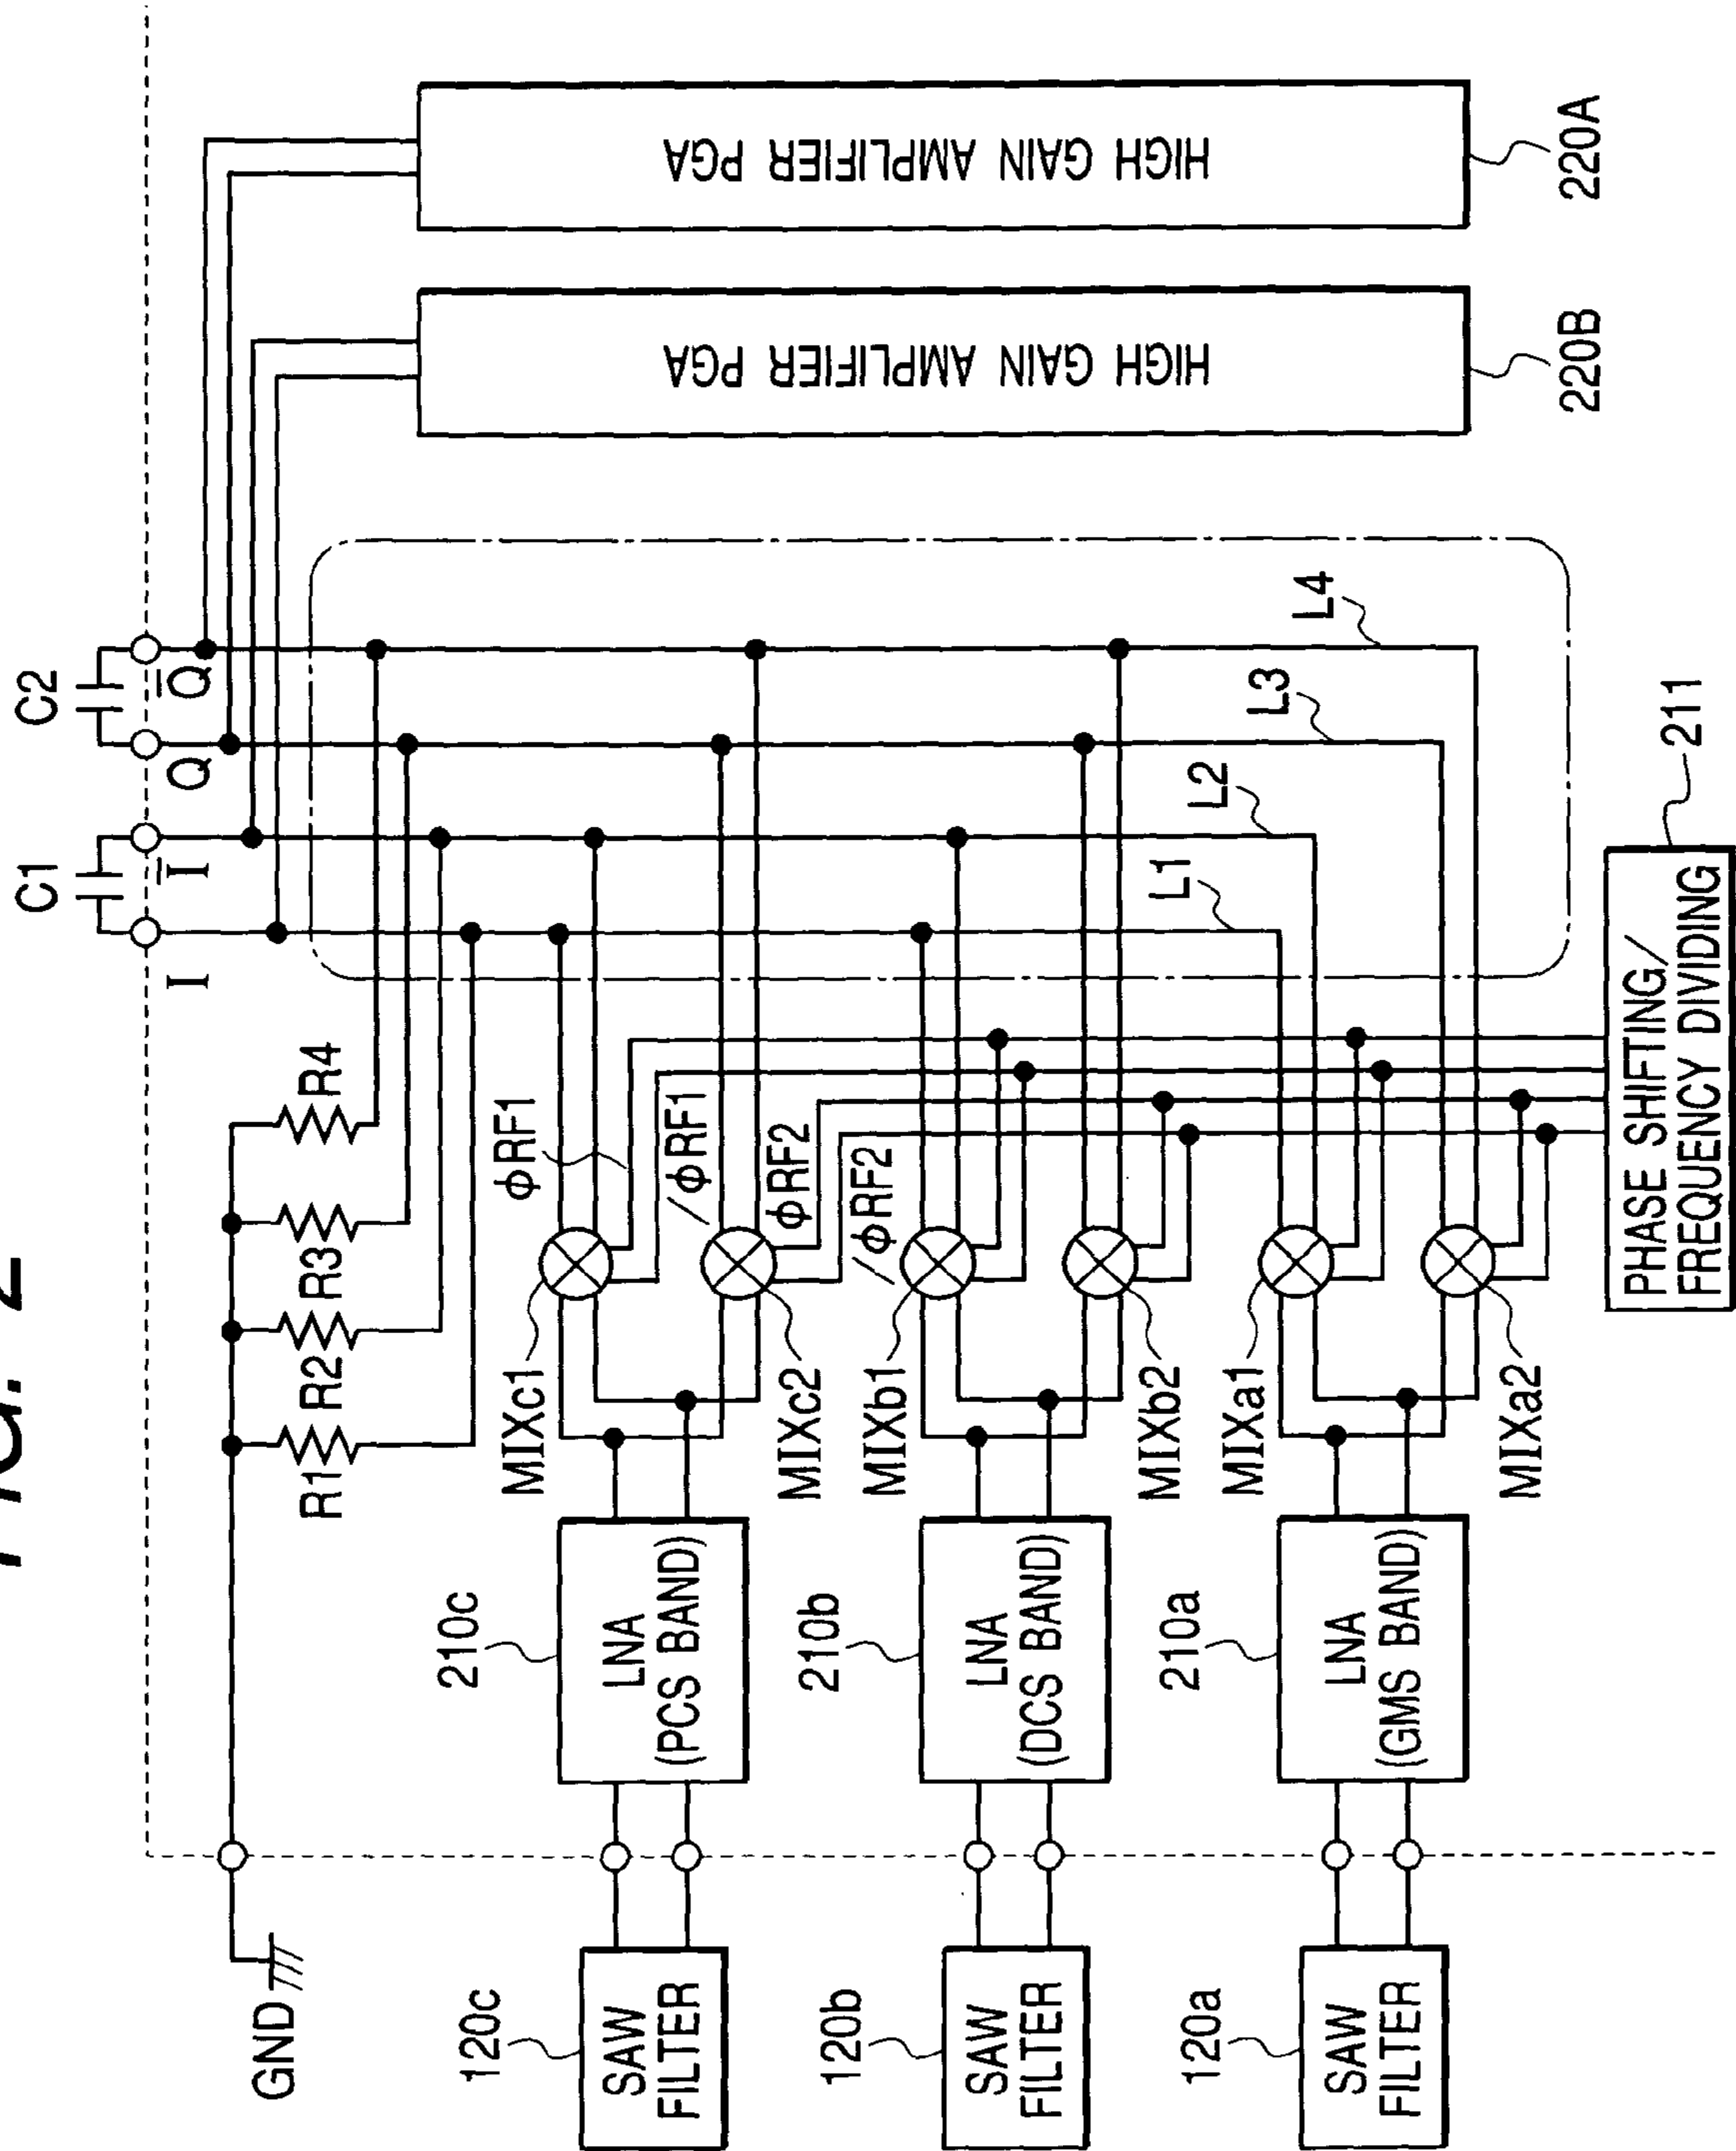 FIG. 2
C1
C2
I
I
Q
Q
GND
R1
R2
R3
R4
120c
SAW
FILTER
210c
LNA
(PCS BAND)
MIXc1
MIXc2
ΦRF1
/ΦRF1
ΦRF2
/ΦRF2
120b
SAW
FILTER
210b
LNA
(DCS BAND)
MIXb1
MIXb2
120a
SAW
FILTER
210a
LNA
(GMS BAND)
MIXa1
MIXa2
L1
L2
L3
L4
PHASE SHIFTING/
FREQUENCY DIVIDING
211
HIGH GAIN AMPLIFIER PGA
220B
HIGH GAIN AMPLIFIER PGA
220A